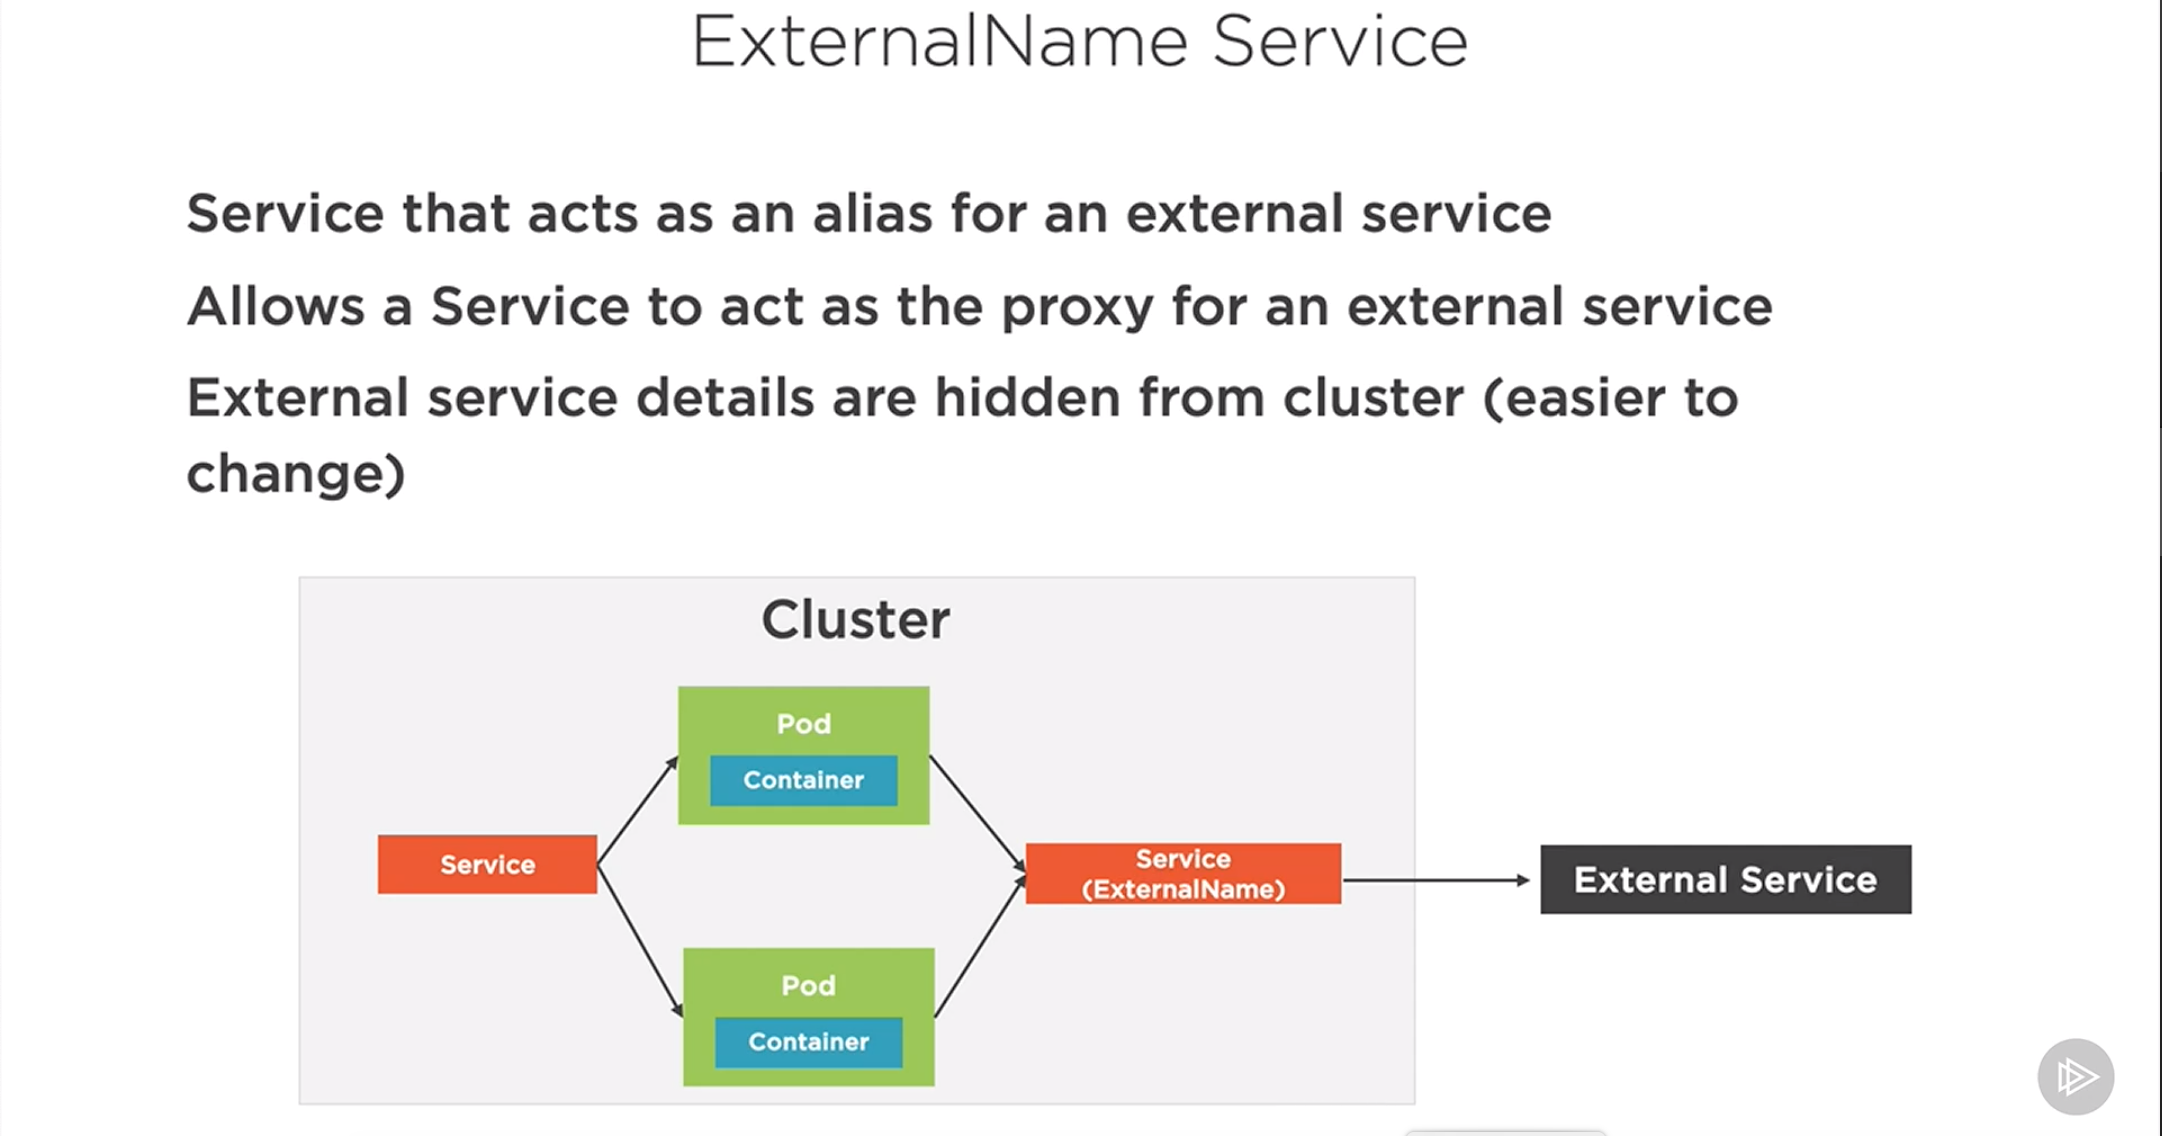 ExternalName Service
Service that acts as an alias for an external service
Allows a Service to act as the proxy for an external service
External service details are hidden from cluster (easier to
change)
Cluster
Pod
Container
Service
Service
(ExternalName)
External Service
Pod
Container